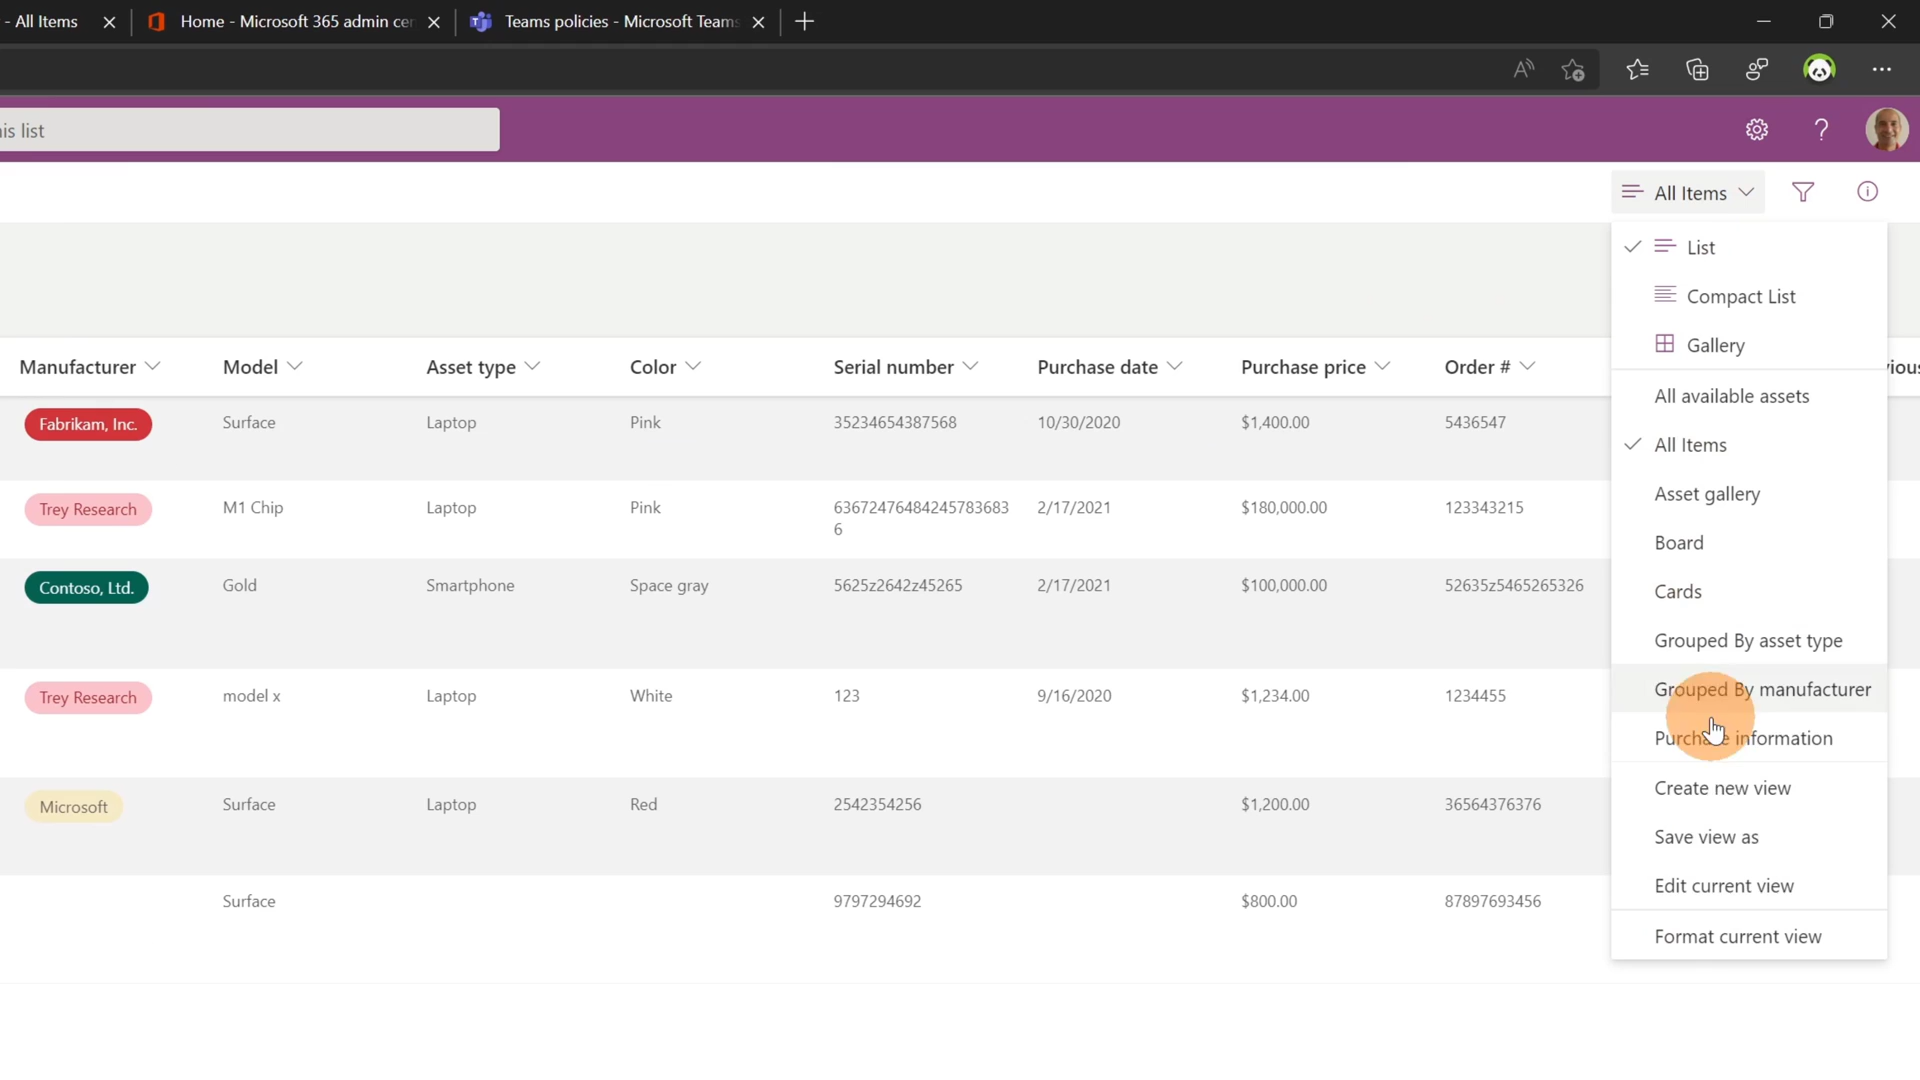 - All Items
Home - Microsoft 365 admin cer
Teams policies - Microsoft Teams
is list
All Items
List
Compact List
Gallery
All available assets
All Items
Asset gallery
Board
Cards
Grouped By asset type
Grouped By manufacturer
Purchase information
Create new view
Save view as
Edit current view
Format current view
Manufacturer Model Asset type Color Serial number Purchase date Purchase price Order # ious
Fabrikam, Inc. Surface Laptop Pink 35234654387568 10/30/2020 $1,400.00 5436547
Trey Research M1 Chip Laptop Pink 63672476484245783683 2/17/2021 $180,000.00 123343215
6
Contoso, Ltd. Gold Smartphone Space gray 5625z2642z45265 2/17/2021 $100,000.00 52635z5465265326
Trey Research model x Laptop White 123 9/16/2020 $1,234.00 1234455
Microsoft Surface Laptop Red 2542354256 $1,200.00 36564376376
Surface 9797294692 $800.00 87897693456